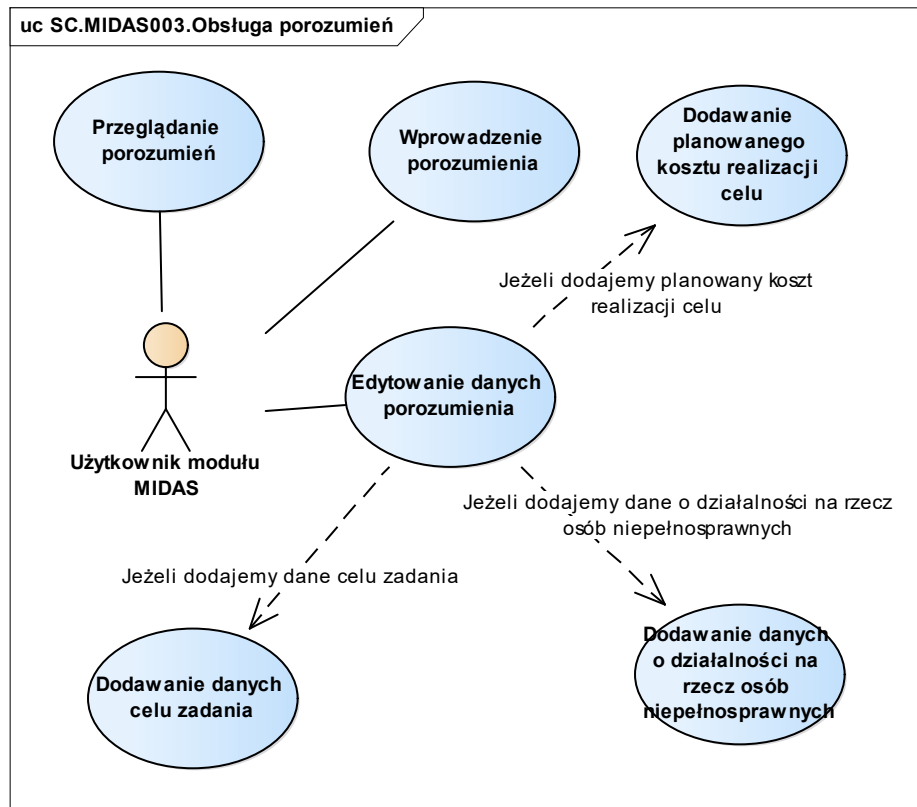 uc SC.MIDAS003.Obsługa porozumień
Przeglądanie
porozumień
Wprowadzenie
porozumienia
Dodawanie
planowanego
kosztu realizacji
celu
Jeżeli dodajemy planowany koszt
realizacji celu
Edytowanie danych
porozumienia
Użytkownik modułu
MIDAS
Jeżeli dodajemy dane o działalności na rzecz
osób niepełnosprawnych
Jeżeli dodajemy dane celu zadania
Dodawanie danych
celu zadania
Dodawanie danych
o działalności na
rzecz osób
niepełnosprawnych